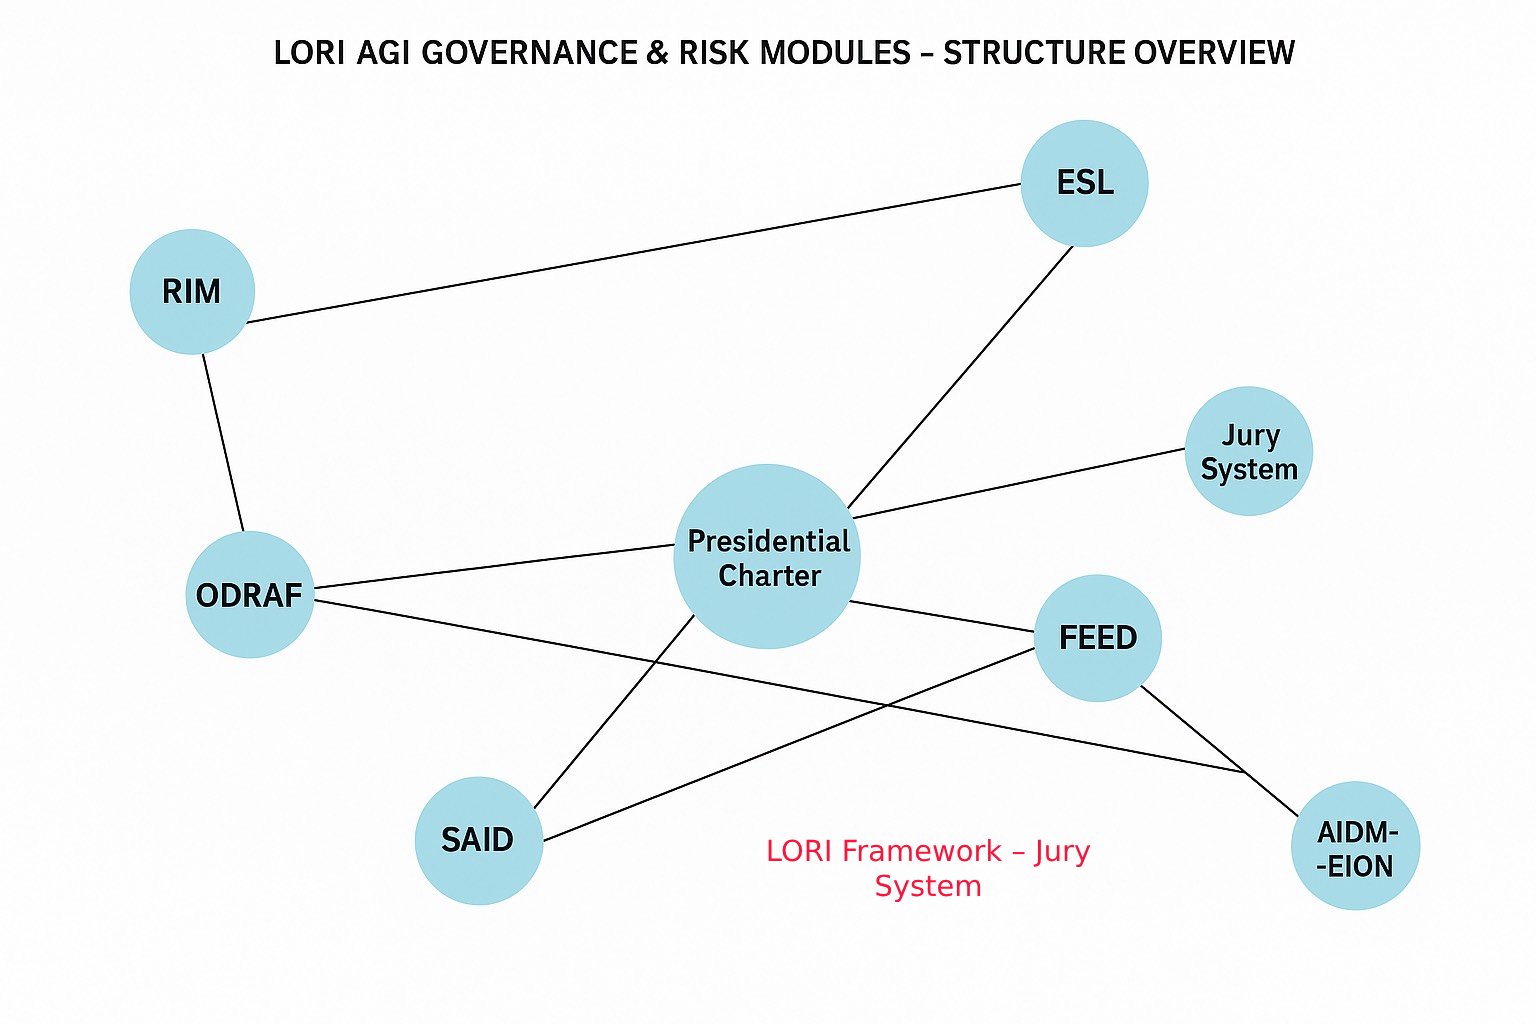 LORI AGI GOVERNANCE & RISK MODULES – STRUCTURE OVERVIEW
ESL
RIM
Jury
System
Presidential
Charter
ODRAF
FEED
SAID
LORI Framework – Jury
System
AIDM-
-EION